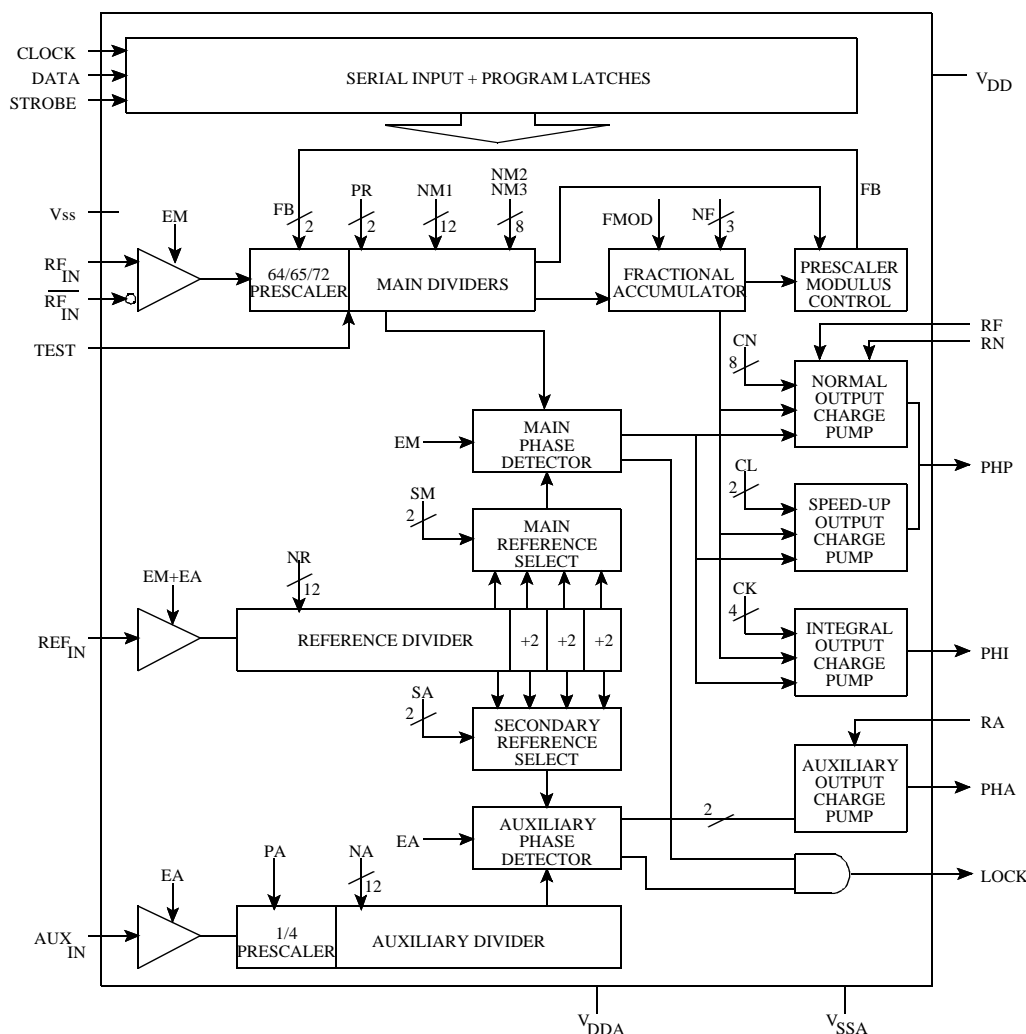 CLOCK
DATA
STROBE
SERIAL INPUT + PROGRAM LATCHES
VDD
Vss
EM
FB
2
PR
2
NM1
12
NM2
NM3
8
FMOD
NF
3
FB
RFIN
RFIN
64/65/72
PRESCALER
MAIN DIVIDERS
FRACTIONAL
ACCUMULATOR
PRESCALER
MODULUS
CONTROL
TEST
RF
RN
CN
8
NORMAL
OUTPUT
CHARGE
PUMP
EM
MAIN
PHASE
DETECTOR
PHP
CL
2
SPEED-UP
OUTPUT
CHARGE
PUMP
SM
2
MAIN
REFERENCE
SELECT
EM+EA
NR
12
CK
4
REFIN
REFERENCE DIVIDER
+2
+2
+2
INTEGRAL
OUTPUT
CHARGE
PUMP
PHI
SA
2
SECONDARY
REFERENCE
SELECT
RA
AUXILIARY
OUTPUT
CHARGE
PUMP
PHA
2
EA
AUXILIARY
PHASE
DETECTOR
LOCK
EA
PA
NA
12
AUXIN
1/4
PRESCALER
AUXILIARY DIVIDER
VDDA
VSSA